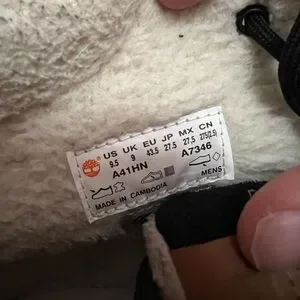 US UK EU JP MX CN
9.5 9 43.5 27.5 27.5 275(2.5)
A41HN A7346
MADE IN CAMBODIA MENS